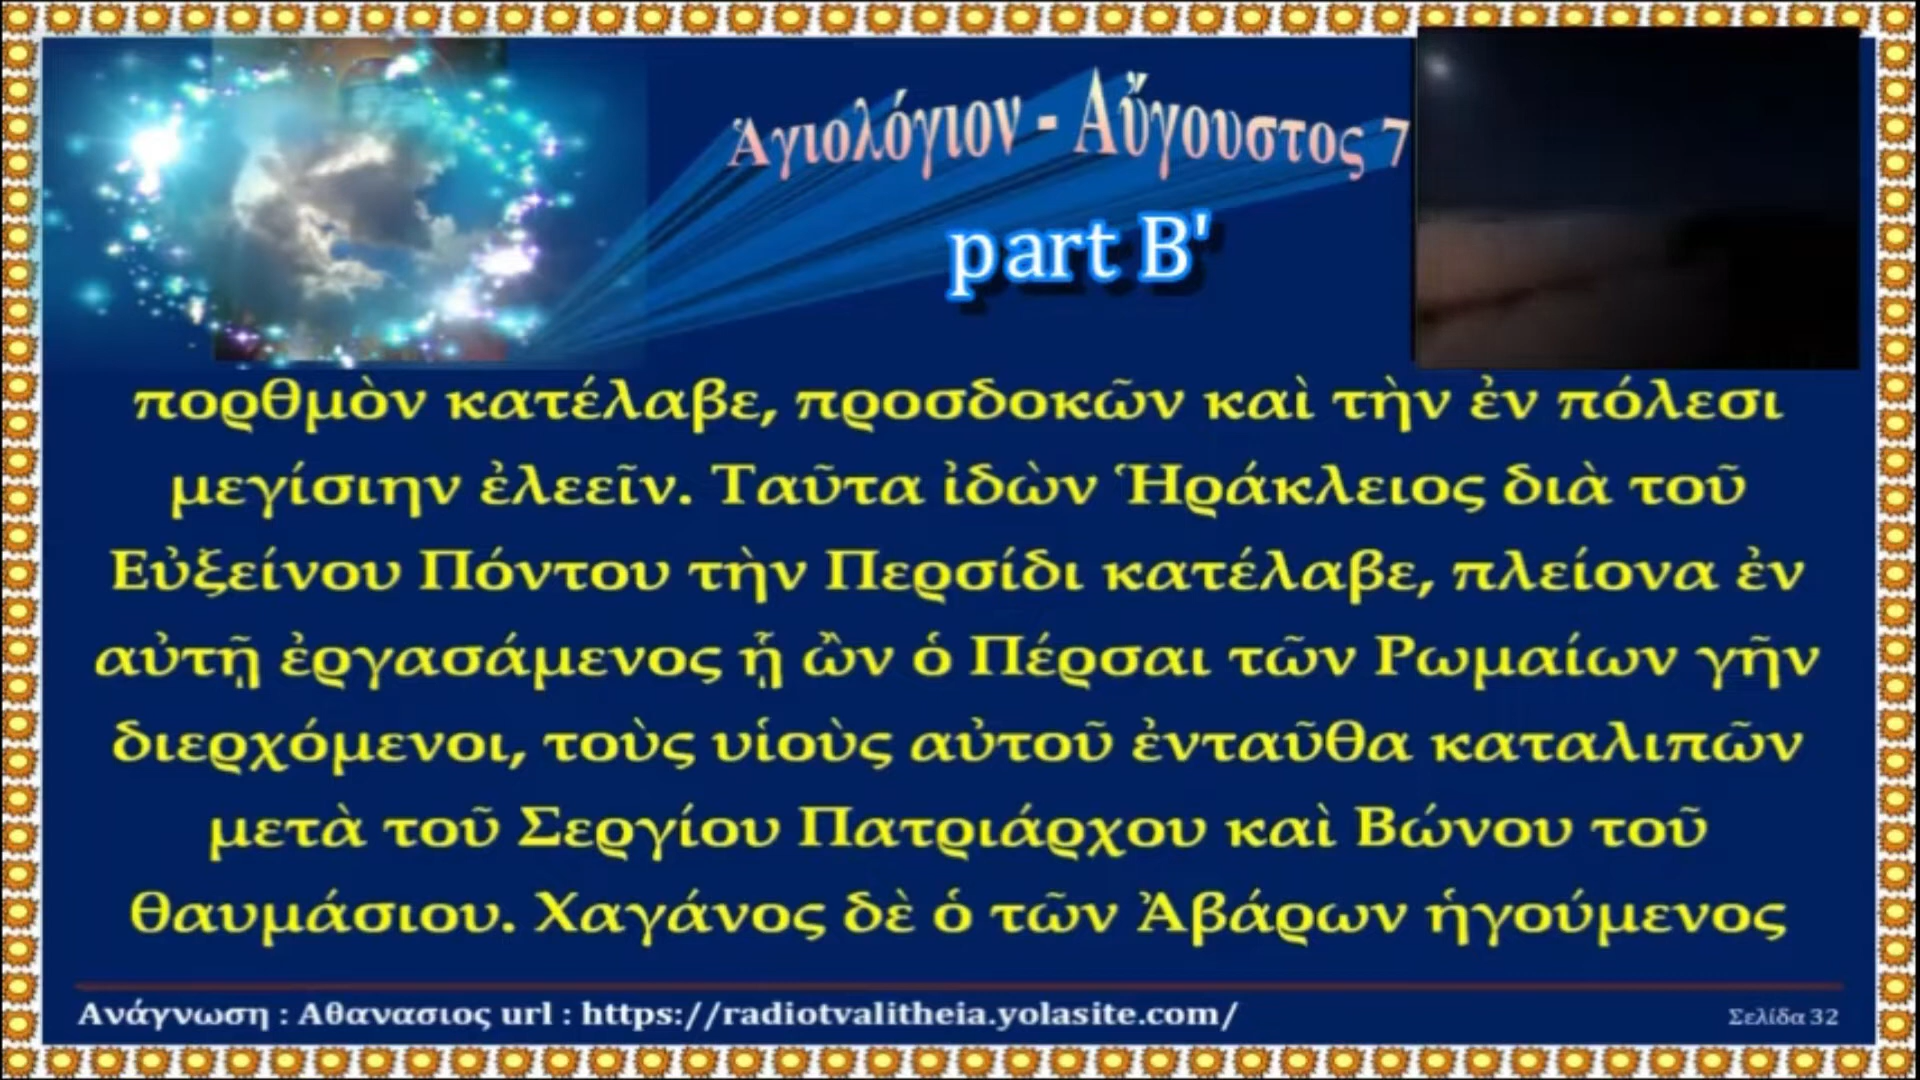 Ἁγιολόγιον - Αὔγουστος 7
part B'
πορθμὸν κατέλαβε, προσδοκῶν καὶ τὴν ἐν πόλεσι
μεγίσιην ἐλεεῖν. Ταῦτα ἰδὼν Ἡράκλειος διὰ τοῦ
Εὐξείνου Πόντου τὴν Περσίδι κατέλαβε, πλείονα ἐν
αὐτῇ ἐργασάμενος ᾗ ὢν ὁ Πέρσαι τῶν Ρωμαίων γῆν
διερχόμενοι, τοὺς υἱοὺς αὐτοῦ ἐνταῦθα καταλιπῶν
μετὰ τοῦ Σεργίου Πατριάρχου καὶ Βώνου τοῦ
θαυμάσιου. Χαγάνος δὲ ὁ τῶν Ἀβάρων ἡγούμενος
Ανάγνωση : Αθανασιος url : https://radiotvalitheia.yolasite.com/
Σελίδα 32